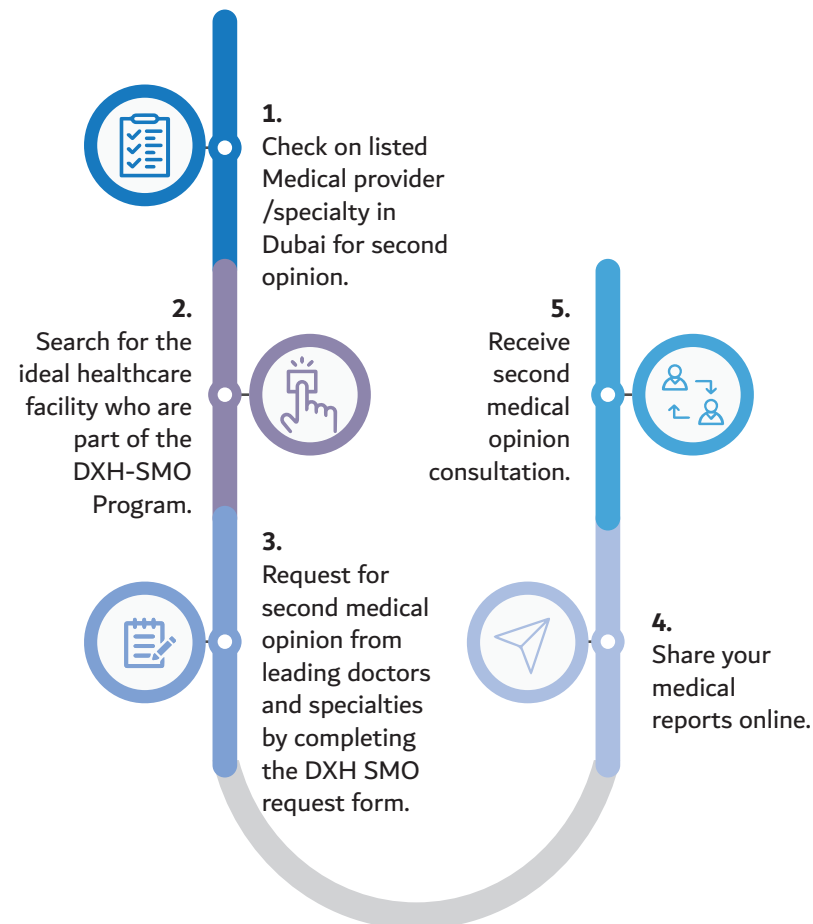 1.
Check on listed
Medical provider
/specialty in
Dubai for second
opinion.
2.
Search for the
ideal healthcare
facility who are
part of the
DXH-SMO
Program.
3.
Request for
second medical
opinion from
leading doctors
and specialties
by completing
the DXH SMO
request form.
4.
Share your
medical
reports online.
5.
Receive
second
medical
opinion
consultation.